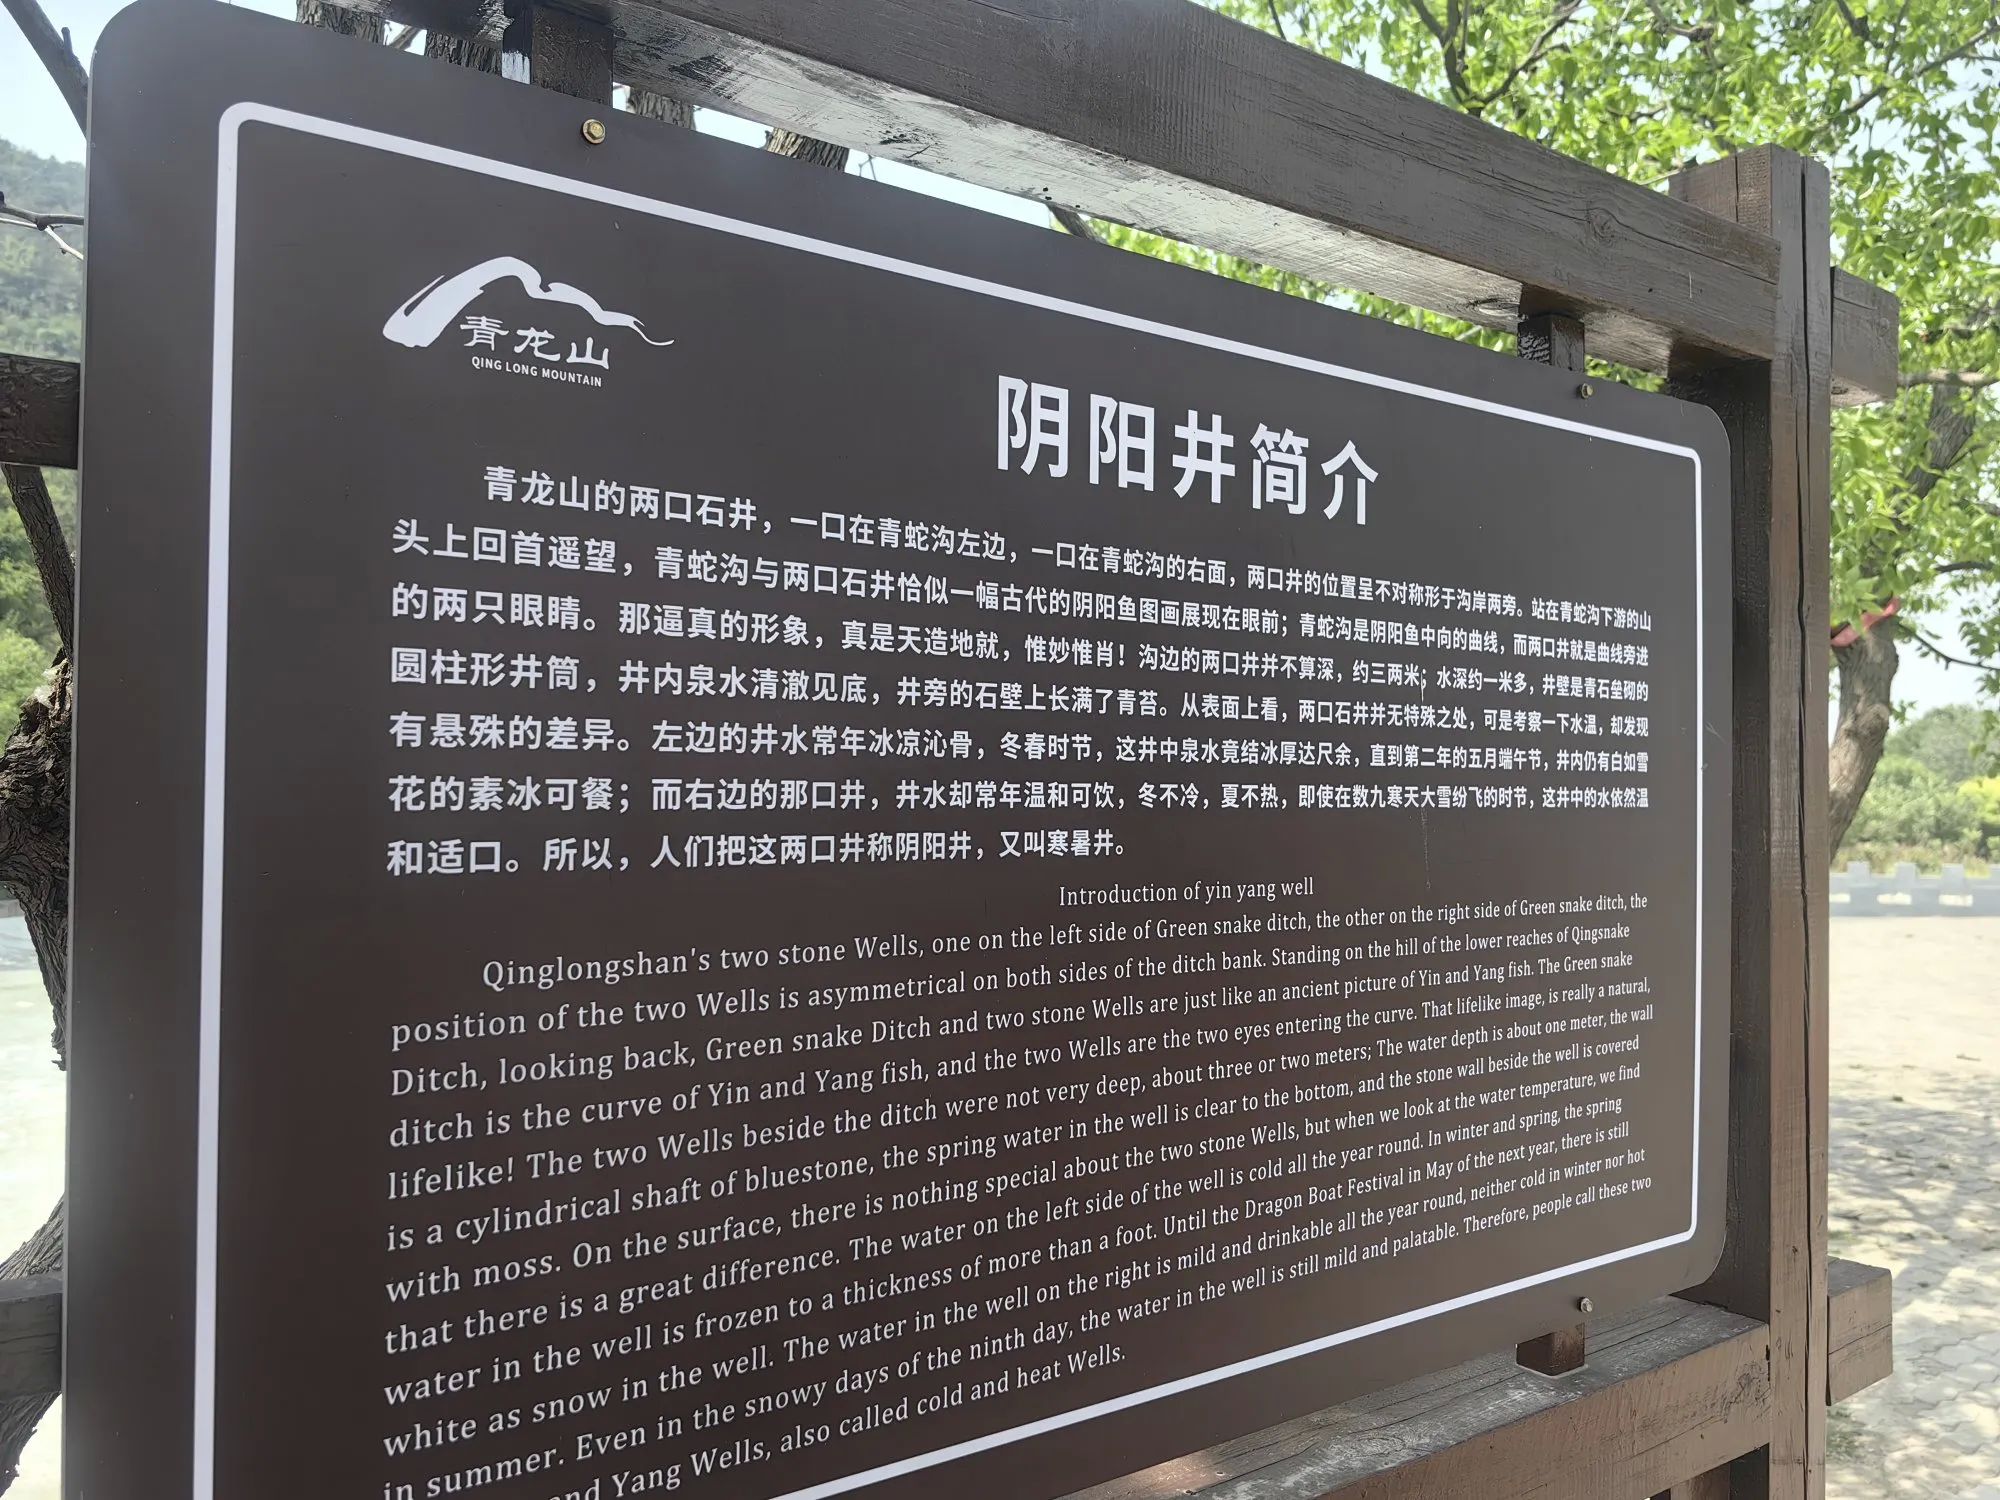 青龙山
QING LONG MOUNTAIN
阴阳井简介
青龙山的两口石井，一口在青蛇沟左边，一口在青蛇沟的右面，两口井的位置呈不对称形于沟岸两旁。站在青蛇沟下游的山
头上回首遥望，青蛇沟与两口石井恰似一幅古代的阴阳鱼图画展现在眼前；青蛇沟是阴阳鱼中向的曲线，而两口井就是曲线旁进
的两只眼睛。那逼真的形象，真是天造地就，惟妙惟肖！沟边的两口井并不算深，约三两米；水深约一米多，井壁是青石垒砌的
圆柱形井筒，井内泉水清澈见底，井旁的石壁上长满了青苔。从表面上看，两口石井并无特殊之处，可是考察一下水温，却发现
有悬殊的差异。左边的井水常年冰凉沁骨，冬春时节，这井中泉水竟结冰厚达尺余，直到第二年的五月端午节，井内仍有白如雪
花的素冰可餐；而右边的那口井，井水却常年温和可饮，冬不冷，夏不热，即使在数九寒天大雪纷飞的时节，这井中的水依然温
和适口。所以，人们把这两口井称阴阳井，又叫寒暑井。
Introduction of yin yang well
Qinglongshan's two stone Wells, one on the left side of Green snake ditch, the other on the right side of Green snake ditch, the
position of the two Wells is asymmetrical on both sides of the ditch bank. Standing on the hill of the lower reaches of Qingsnake
Ditch, looking back, Green snake Ditch and two stone Wells are just like an ancient picture of Yin and Yang fish. The Green snake
ditch is the curve of Yin and Yang fish, and the two Wells are the two eyes entering the curve. That lifelike image, is really a natural,
lifelike! The two Wells beside the ditch were not very deep, about three or two meters; The water depth is about one meter, the wall
is a cylindrical shaft of bluestone, the spring water in the well is clear to the bottom, and the stone wall beside the well is covered
with moss. On the surface, there is nothing special about the two stone Wells, but when we look at the water temperature, we find
that there is a great difference. The water on the left side of the well is cold all the year round. In winter and spring, the spring
water in the well is frozen to a thickness of more than a foot. Until the Dragon Boat Festival in May of the next year, there is still
white as snow in the well. The water in the well on the right is mild and drinkable all the year round, neither cold in winter nor hot
in summer. Even in the snowy days of the ninth day, the water in the well is still mild and palatable. Therefore, people call these two
and Yang Wells, also called cold and heat Wells.